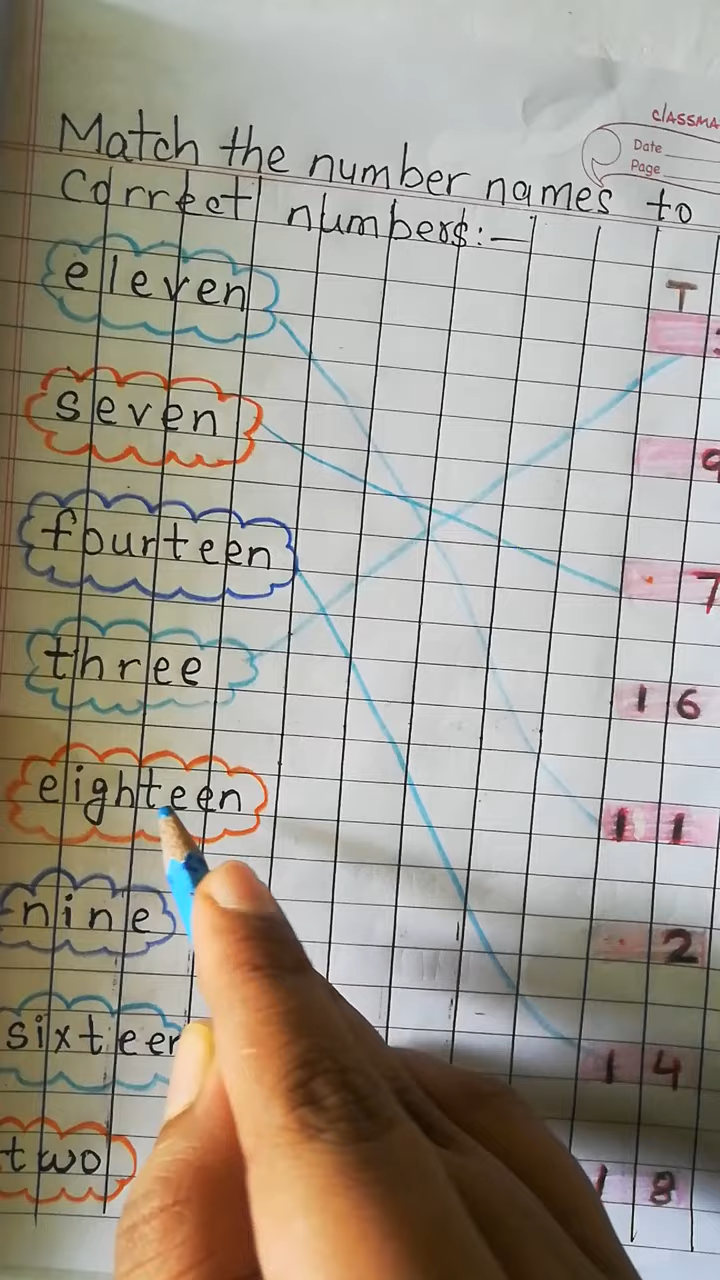 Match the number names to
Correct numbers:-
CLASSMA
Date
Page
eleven
T
seven
9
fourteen
7
three
16
eighteen
11
nine
2
sixteen
14
two
18